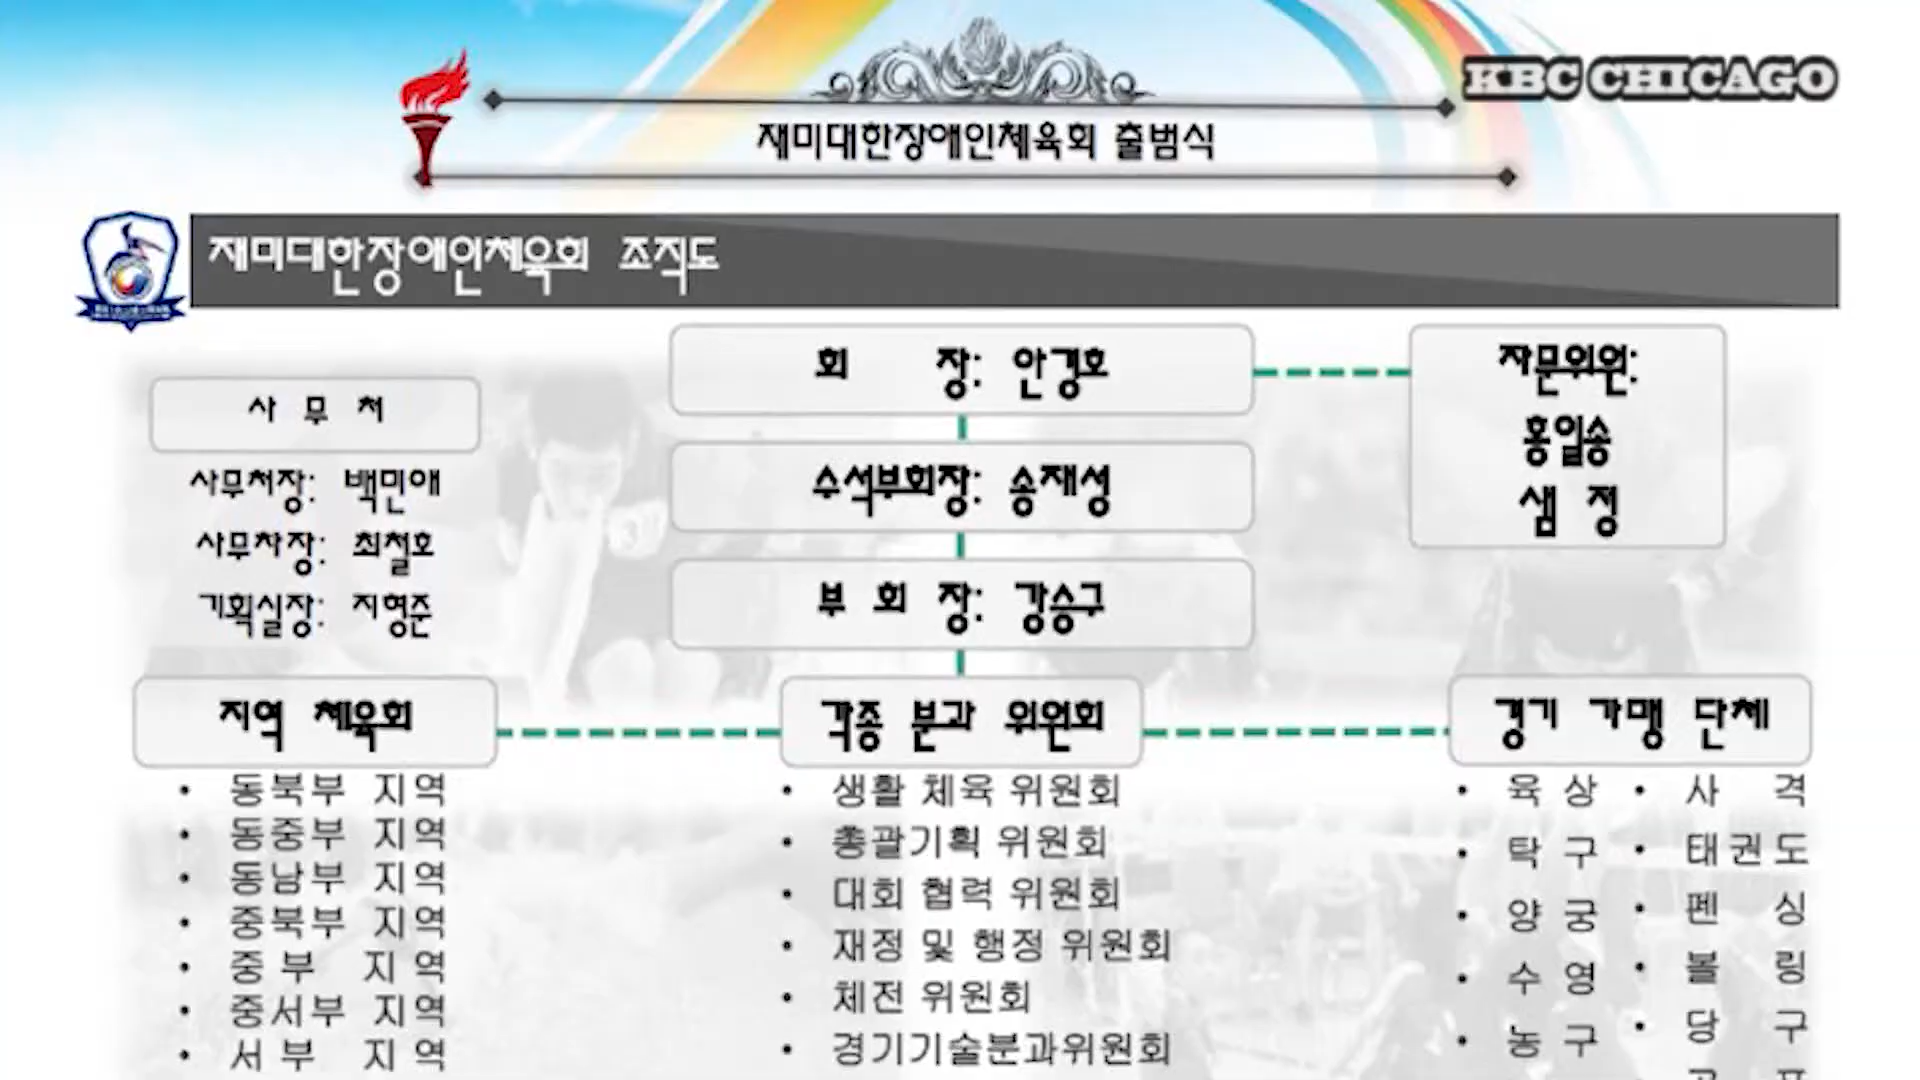 KBC CHICAGO
재미대한장애인체육회 출범식
재미대한장애인체육회 조직도
회 장: 안경호
수석부회장: 송재성
부 회 장: 강승구
자문위원:
홍일송
샘 정
사 무 처
사무처장: 백민애
사무차장: 최철호
기획실장: 지형준
지역 체육회
• 동북부 지역
• 동중부 지역
• 동남부 지역
• 중북부 지역
• 중 부 지 역
• 중서부 지역
• 서 부 지 역
각종 분과 위원회
• 생활 체육 위원회
• 총괄기획 위원회
• 대회 협력 위원회
• 재정 및 행정 위원회
• 체전 위원회
• 경기기술분과위원회
경기 가맹 단체
• 육 상
• 탁 구
• 양 궁
• 수 영
• 농 구
• 사 격
• 태권도
• 펜 싱
• 볼 링
• 당 구